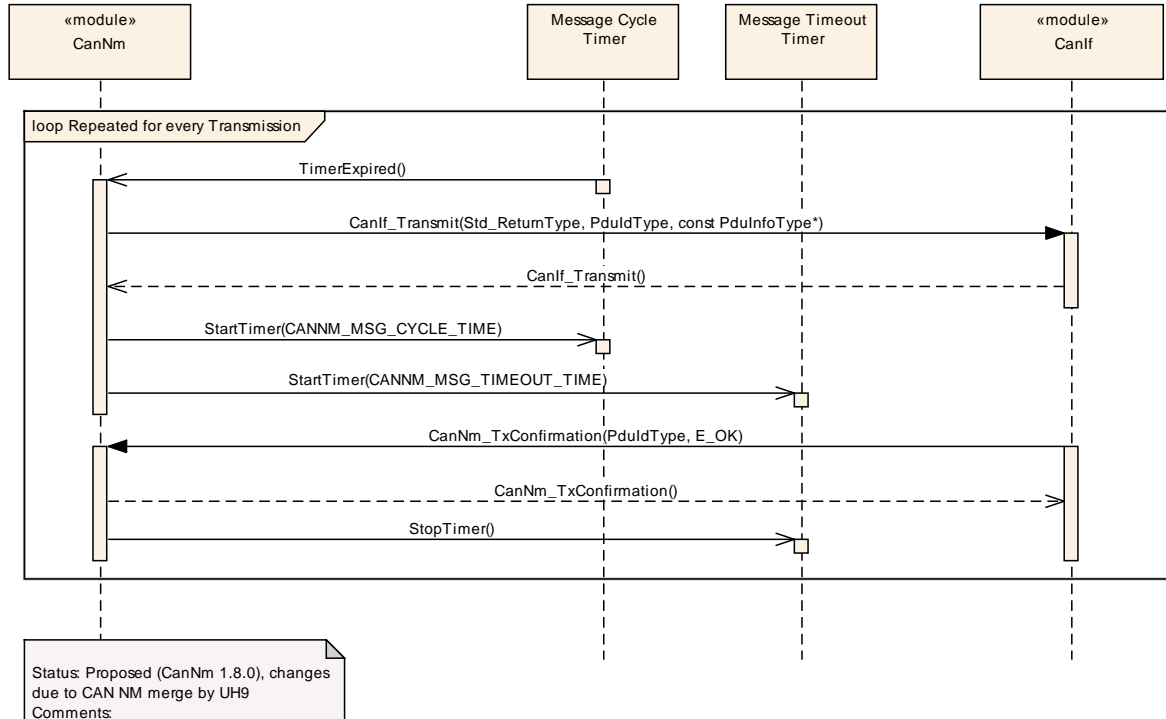 «module»
CanNm
Message Cycle
Timer
Message Timeout
Timer
«module»
CanIf
loop Repeated for every Transmission
TimerExpired()
CanIf_Transmit(Std_ReturnType, PduIdType, const PduInfoType*)
CanIf_Transmit()
StartTimer(CANNM_MSG_CYCLE_TIME)
StartTimer(CANNM_MSG_TIMEOUT_TIME)
CanNm_TxConfirmation(PduIdType, E_OK)
CanNm_TxConfirmation()
StopTimer()
Status: Proposed (CanNm 1.8.0), changes
due to CAN NM merge by UH9
Comments: